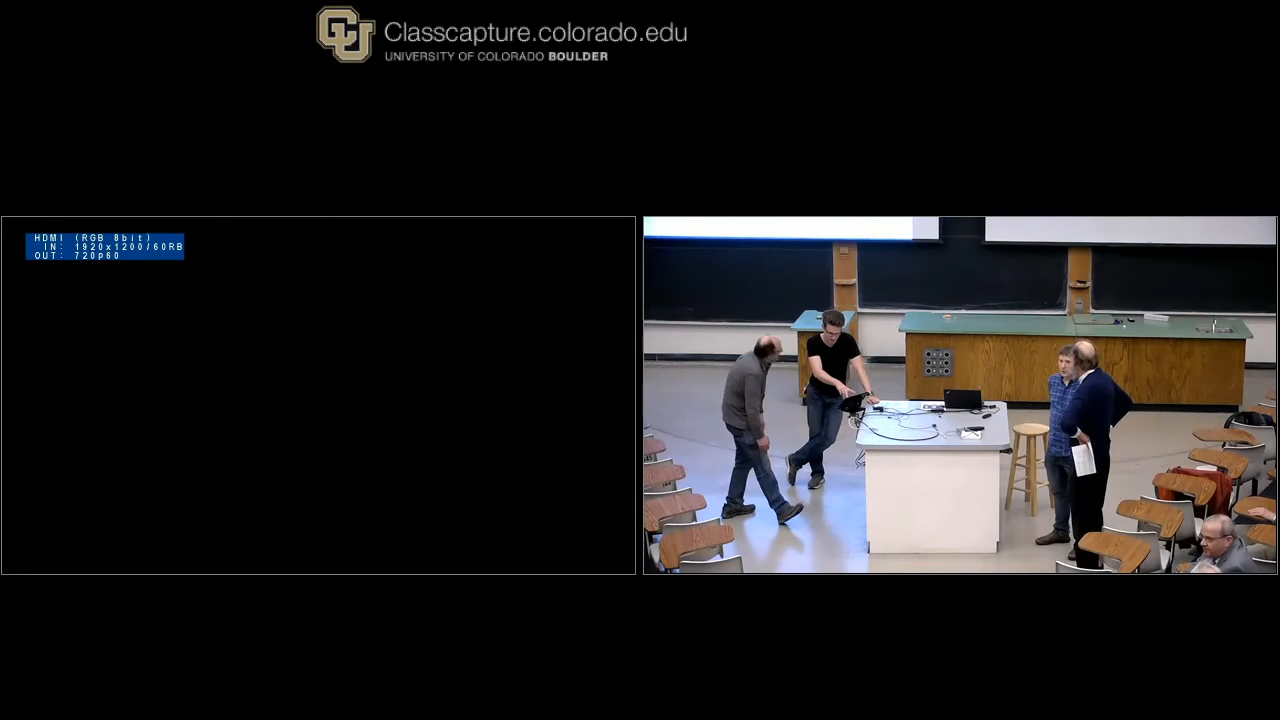 Classcapture.colorado.edu
UNIVERSITY OF COLORADO BOULDER
HDMI (RGB 8bit)
IN: 1920x1200/60RB
OUT: 720p60